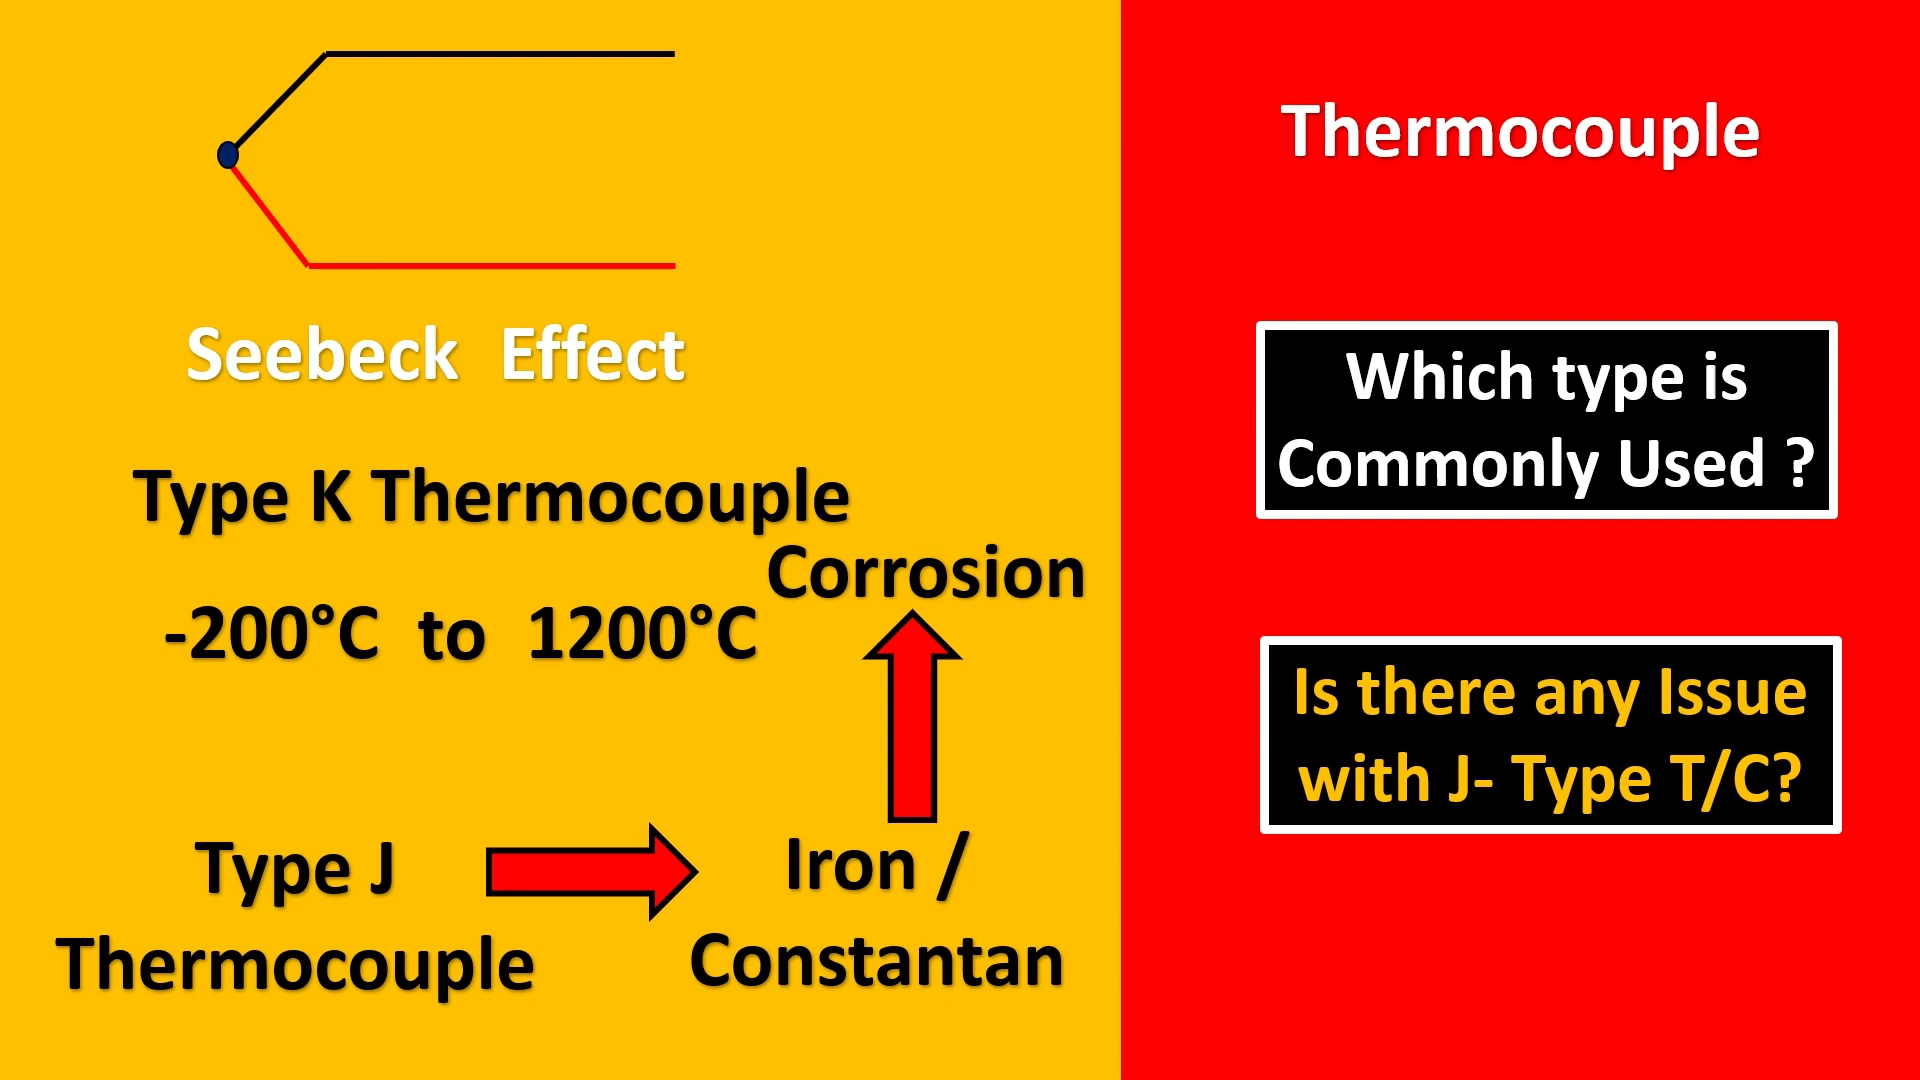 Thermocouple
Seebeck Effect
Which type is
Commonly Used ?
Type K Thermocouple
Corrosion
-200°C to 1200°C
Is there any Issue
with J- Type T/C?
Type J
Thermocouple
Iron /
Constantan